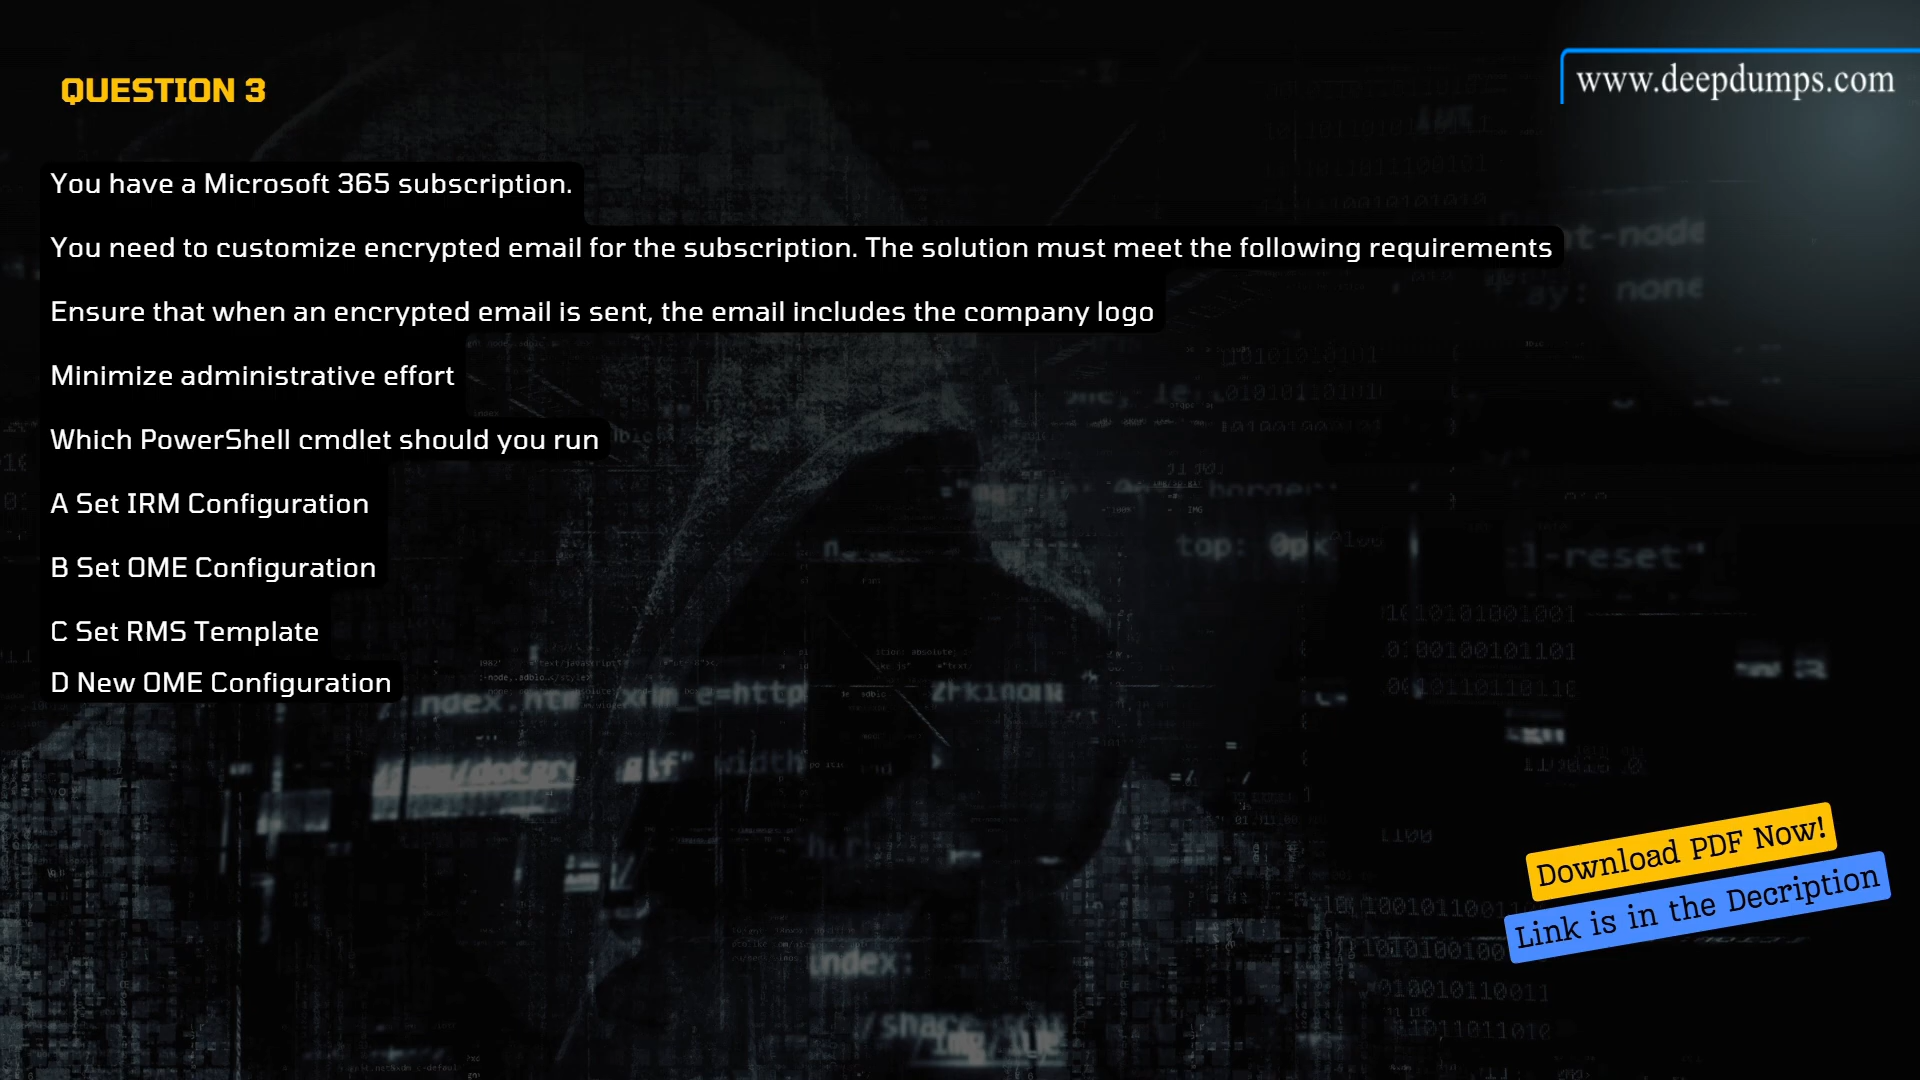 QUESTION 3
www.deepdumps.com
You have a Microsoft 365 subscription.
You need to customize encrypted email for the subscription. The solution must meet the following requirements
Ensure that when an encrypted email is sent, the email includes the company logo
Minimize administrative effort
Which PowerShell cmdlet should you run
A Set IRM Configuration
B Set OME Configuration
C Set RMS Template
D New OME Configuration
Download PDF Now!
Link is in the Decription